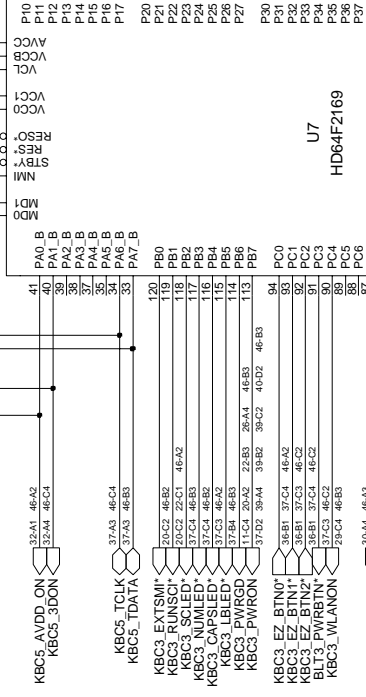 P10
P11
P12
P13
P14
P15
P16
P17
P20
P21
P22
P23
P24
P25
P26
P27
P30
P31
P32
P33
P34
P35
P36
P37
AVCC
VCCB
VCL
VCC1
VCC0
RESO*
RES*
STBY*
NMI
MD1
MD0
U7
HD64F2169
PA0_B
PA1_B
PA2_B
PA3_B
PA4_B
PA5_B
PA6_B
PA7_B
PB0
PB1
PB2
PB3
PB4
PB5
PB6
PB7
PC0
PC1
PC2
PC3
PC4
PC5
PC6
41
40
39
38
37
35
34
33
120
119
118
117
116
115
114
113
94
93
92
91
90
89
88
87
KBC5_AVDD_ON 32-A1 46-A2
KBC5_3DON 32-A4 46-C4
KBC5_TCLK 37-A3 46-C4
KBC5_TDATA 37-A3 46-B3
KBC3_EXTSMI* 20-C2 46-B2
KBC3_RUNSCI* 20-C2 22-C1 46-A2
KBC3_SCLED* 37-C4 46-B3
KBC3_NUMLED* 37-C4 46-B2
KBC3_CAPSLED* 37-C3 46-A2
KBC3_LBLED* 37-B4 46-B3
KBC3_PWRGD 11-C4 20-A2 22-B3 26-A4 46-B3
KBC3_PWRON 37-D2 39-A4 39-B2 39-C2 40-D2 46-B3
KBC3_EZ_BTN0* 36-B1 37-C4 46-A2
KBC3_EZ_BTN1* 36-B1 37-C3 46-C2
KBC3_EZ_BTN2* 36-B1 37-C4 46-C2
BLT3_PWRBTN* 37-C3 46-C2
KBC3_WLANON 29-C4 46-B3